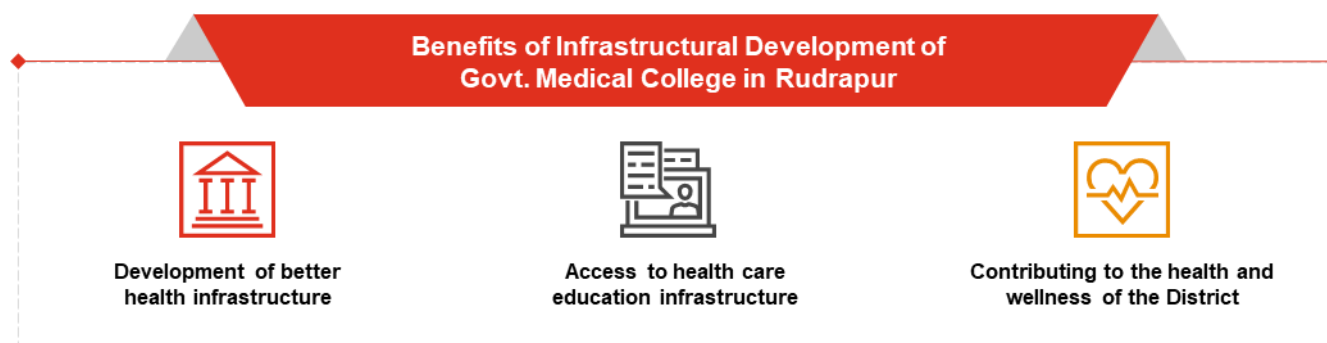 Benefits of Infrastructural Development of
Govt. Medical College in Rudrapur
Development of better
health infrastructure
Access to health care
education infrastructure
Contributing to the health and
wellness of the District